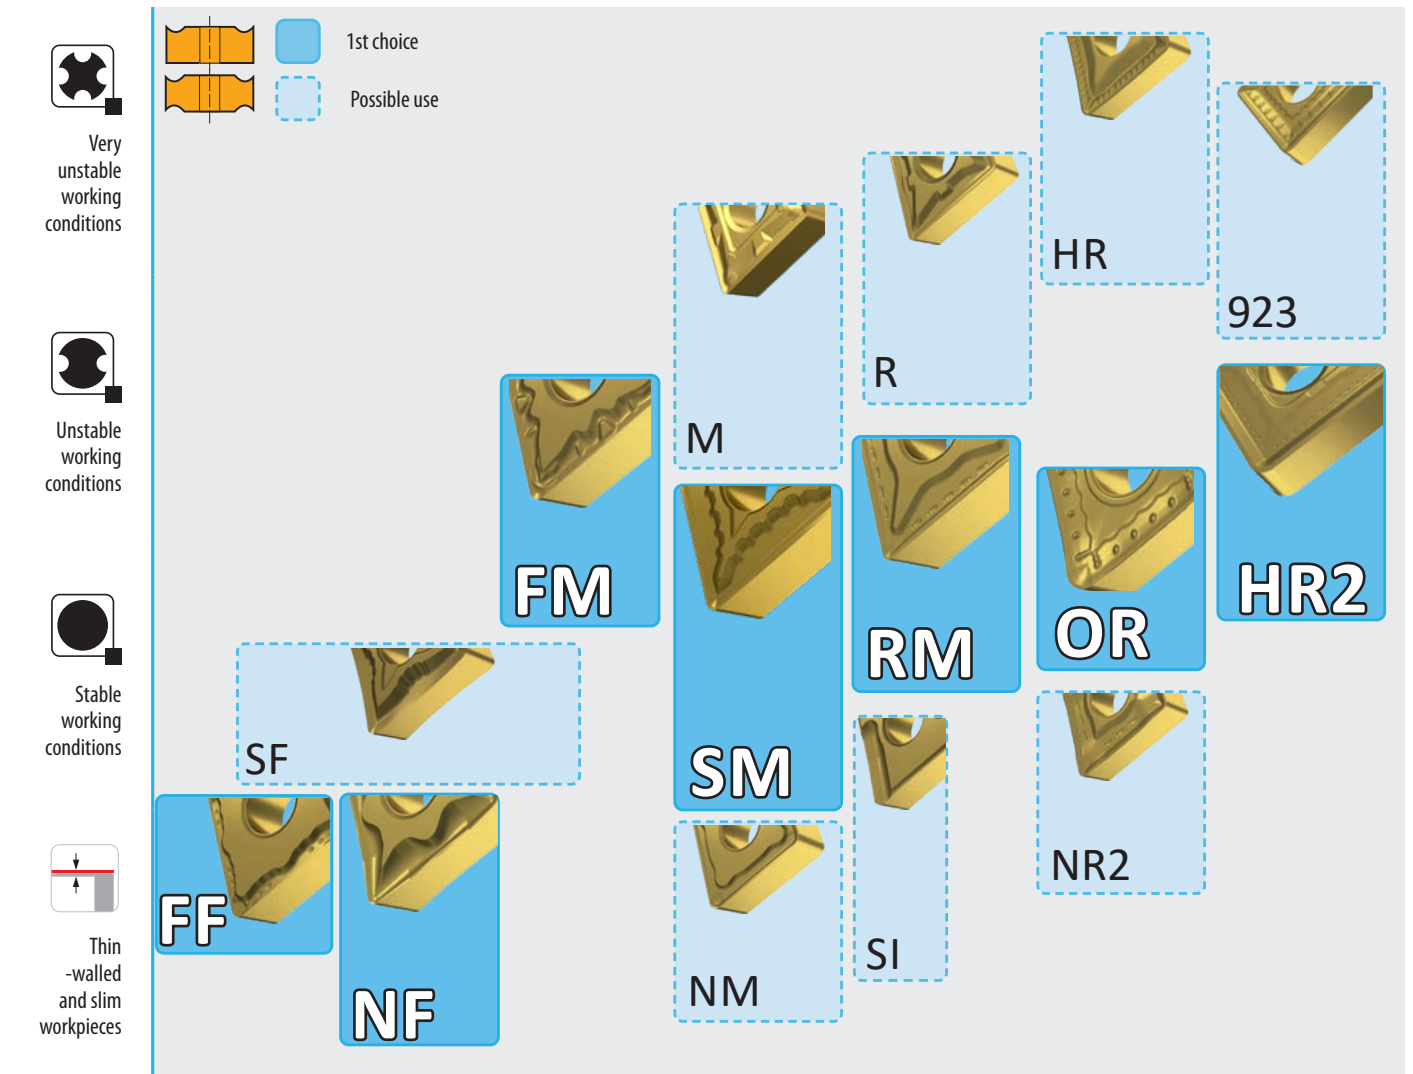 1st choice
Possible use
Very
unstable
working
conditions
Unstable
working
conditions
Stable
working
conditions
Thin
-walled
and slim
workpieces
HR
923
R
M
FM
HR2
OR
RM
SM
SF
NR2
FF
SI
NM
NF